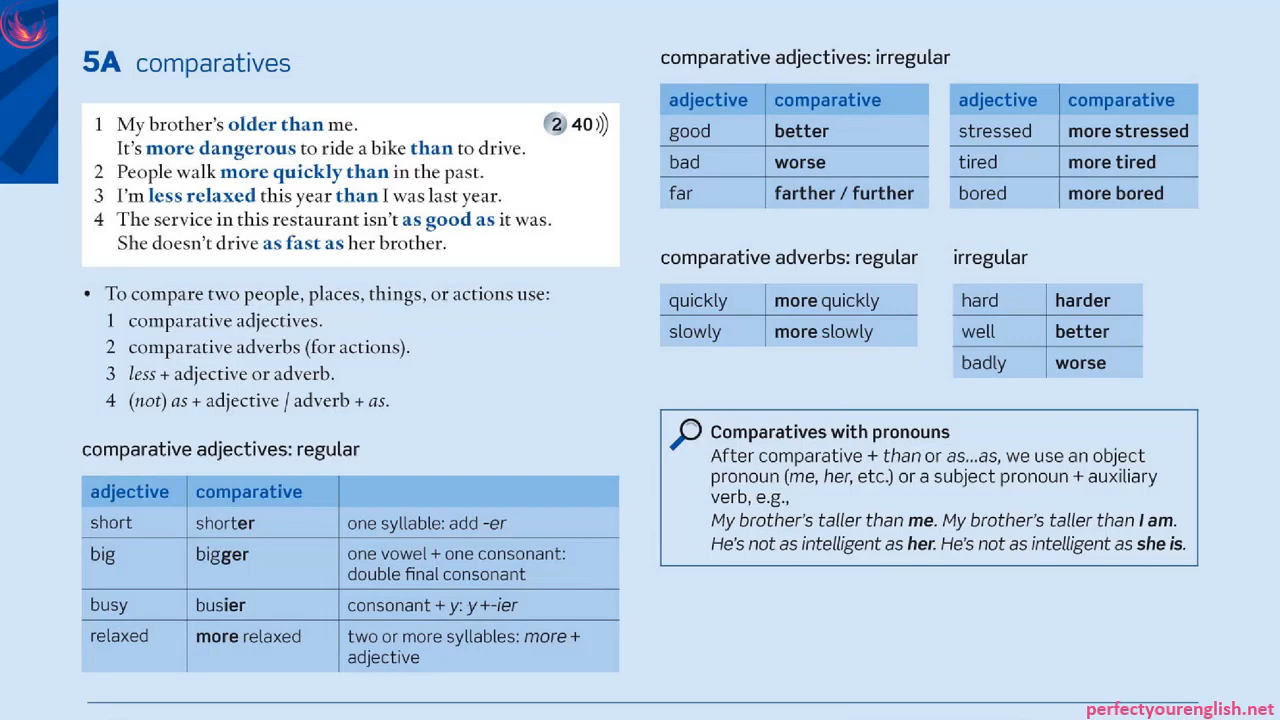 5A comparatives
1 My brother's older than me.
2 40
It's more dangerous to ride a bike than to drive.
2 People walk more quickly than in the past.
3 I'm less relaxed this year than I was last year.
4 The service in this restaurant isn't as good as it was.
She doesn't drive as fast as her brother.
• To compare two people, places, things, or actions use:
1 comparative adjectives.
2 comparative adverbs (for actions).
3 less + adjective or adverb.
4 (not) as + adjective / adverb + as.
comparative adjectives: regular
adjective comparative
short shorter one syllable: add -er
big bigger one vowel + one consonant:
double final consonant
busy busier consonant + y: y +-ier
relaxed more relaxed two or more syllables: more +
adjective
comparative adjectives: irregular
adjective comparative
good better
bad worse
far farther / further
adjective comparative
stressed more stressed
tired more tired
bored more bored
comparative adverbs: regular
quickly more quickly
slowly more slowly
irregular
hard harder
well better
badly worse
Comparatives with pronouns
After comparative + than or as...as, we use an object
pronoun (me, her, etc.) or a subject pronoun + auxiliary
verb, e.g.,
My brother's taller than me. My brother's taller than I am.
He's not as intelligent as her. He's not as intelligent as she is.
perfectyourenglish.net